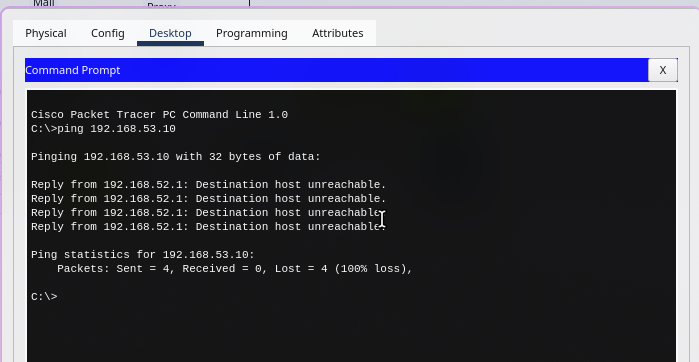 Mail
Physical Config Desktop Programming Attributes
Command Prompt X
Cisco Packet Tracer PC Command Line 1.0
C:\>ping 192.168.53.10
Pinging 192.168.53.10 with 32 bytes of data:
Reply from 192.168.52.1: Destination host unreachable.
Reply from 192.168.52.1: Destination host unreachable.
Reply from 192.168.52.1: Destination host unreachable.
Reply from 192.168.52.1: Destination host unreachable.
Ping statistics for 192.168.53.10:
Packets: Sent = 4, Received = 0, Lost = 4 (100% loss),
C:\>